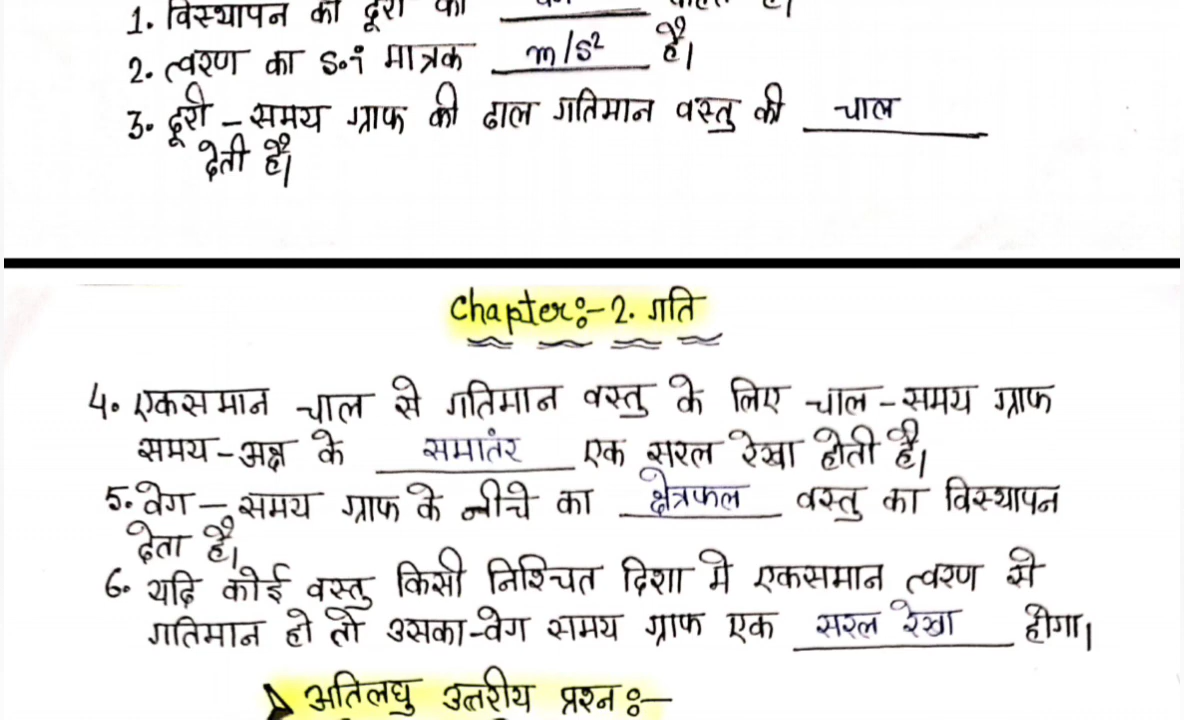 1. विस्थापन की दूरी को
2. त्वरण का S.i मात्रक m/s² है।
3. दूरी - समय ग्राफ की ढाल गतिमान वस्तु की चाल
देती है।
Chapter:- 2. गति
4. एकसमान चाल से गतिमान वस्तु के लिए चाल - समय ग्राफ
समय - अक्ष के समातंर एक सरल रेखा होती है।
5. वेग - समय ग्राफ के नीचे का क्षेत्रफल वस्तु का विस्थापन
देता है।
6. यदि कोई वस्तु किसी निश्चित दिशा मे एकसमान त्वरण से
गतिमान हो तो उसका - वेग समय ग्राफ एक सरल रेखा होगा।
अतिलघु उत्तरीय प्रश्न :-